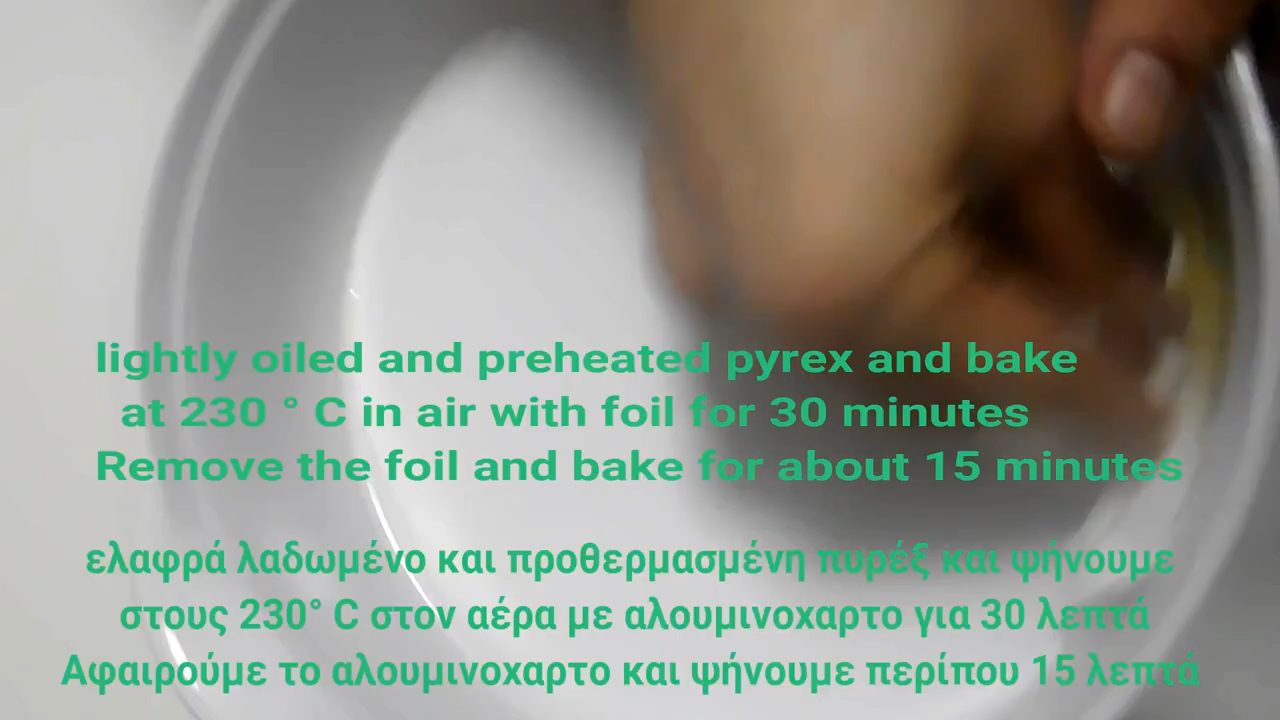 lightly oiled and preheated pyrex and bake
at 230 ° C in air with foil for 30 minutes
Remove the foil and bake for about 15 minutes
ελαφρά λαδωμένο και προθερμασμένη πυρέξ και ψήνουμε
στους 230° C στον αέρα με αλουμινοχαρτο για 30 λεπτά
Αφαιρούμε το αλουμινοχαρτο και ψήνουμε περίπου 15 λεπτά